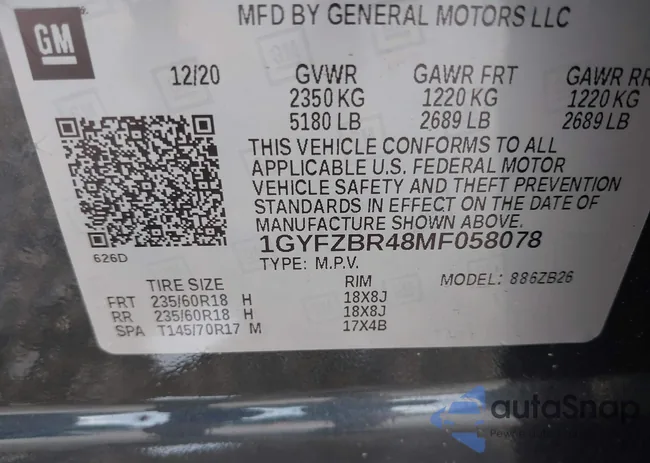 GM
MFD BY GENERAL MOTORS LLC
12/20 GVWR GAWR FRT GAWR RR
2350 KG 1220 KG 1220 KG
5180 LB 2689 LB 2689 LB
THIS VEHICLE CONFORMS TO ALL
APPLICABLE U.S. FEDERAL MOTOR
VEHICLE SAFETY AND THEFT PREVENTION
STANDARDS IN EFFECT ON THE DATE OF
MANUFACTURE SHOWN ABOVE.
1GYFZBR48MF058078
626D
TYPE: M.P.V. MODEL: 886ZB26
TIRE SIZE RIM
FRT 235/60R18 H 18X8J
RR 235/60R18 H 18X8J
SPA T145/70R17 M 17X4B
autoSnap